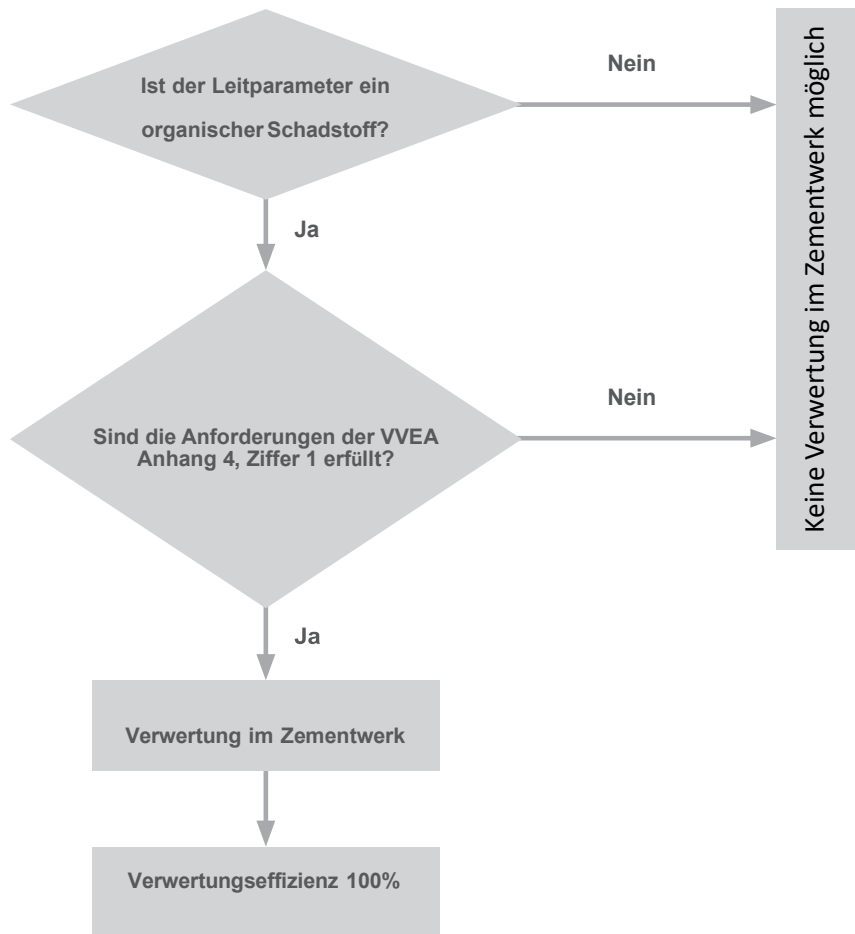 Ist der Leitparameter ein
organischer Schadstoff?
Nein
Ja
Sind die Anforderungen der VVEA
Anhang 4, Ziffer 1 erfüllt?
Nein
Keine Verwertung im Zementwerk möglich
Ja
Verwertung im Zementwerk
Verwertungseffizienz 100%